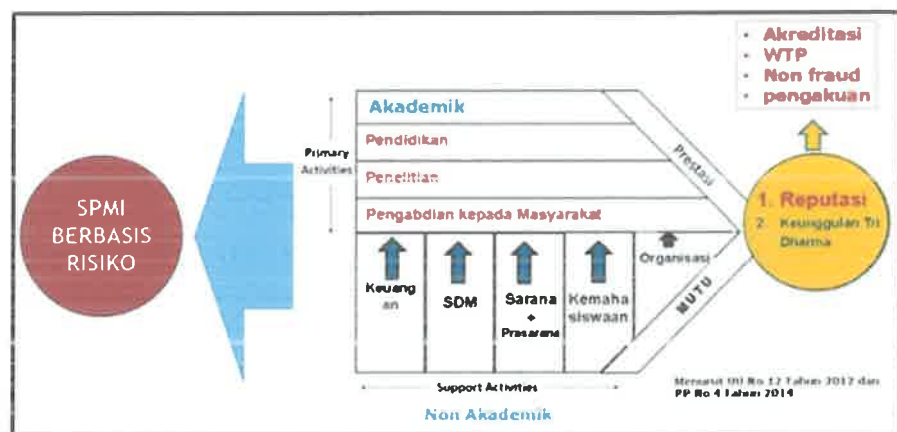 • Akreditasi
• WTP
• Non fraud
• pengakuan
Akademik
Primary
Activities
Pendidikan
Penelitian
Pengabdian kepada Masyarakat
Prestasi
SPMI
BERBASIS
RISIKO
1. Reputasi
2. Keunggulan Tri
Dharma
Keuang
an
SDM
Sarana
+
Prasarana
Kemaha
siswaan
Organisasi
MUTU
Support Activities
Non Akademik
Menurut UU No 12 Tahun 2012 dan
PP No 4 Tahun 2014